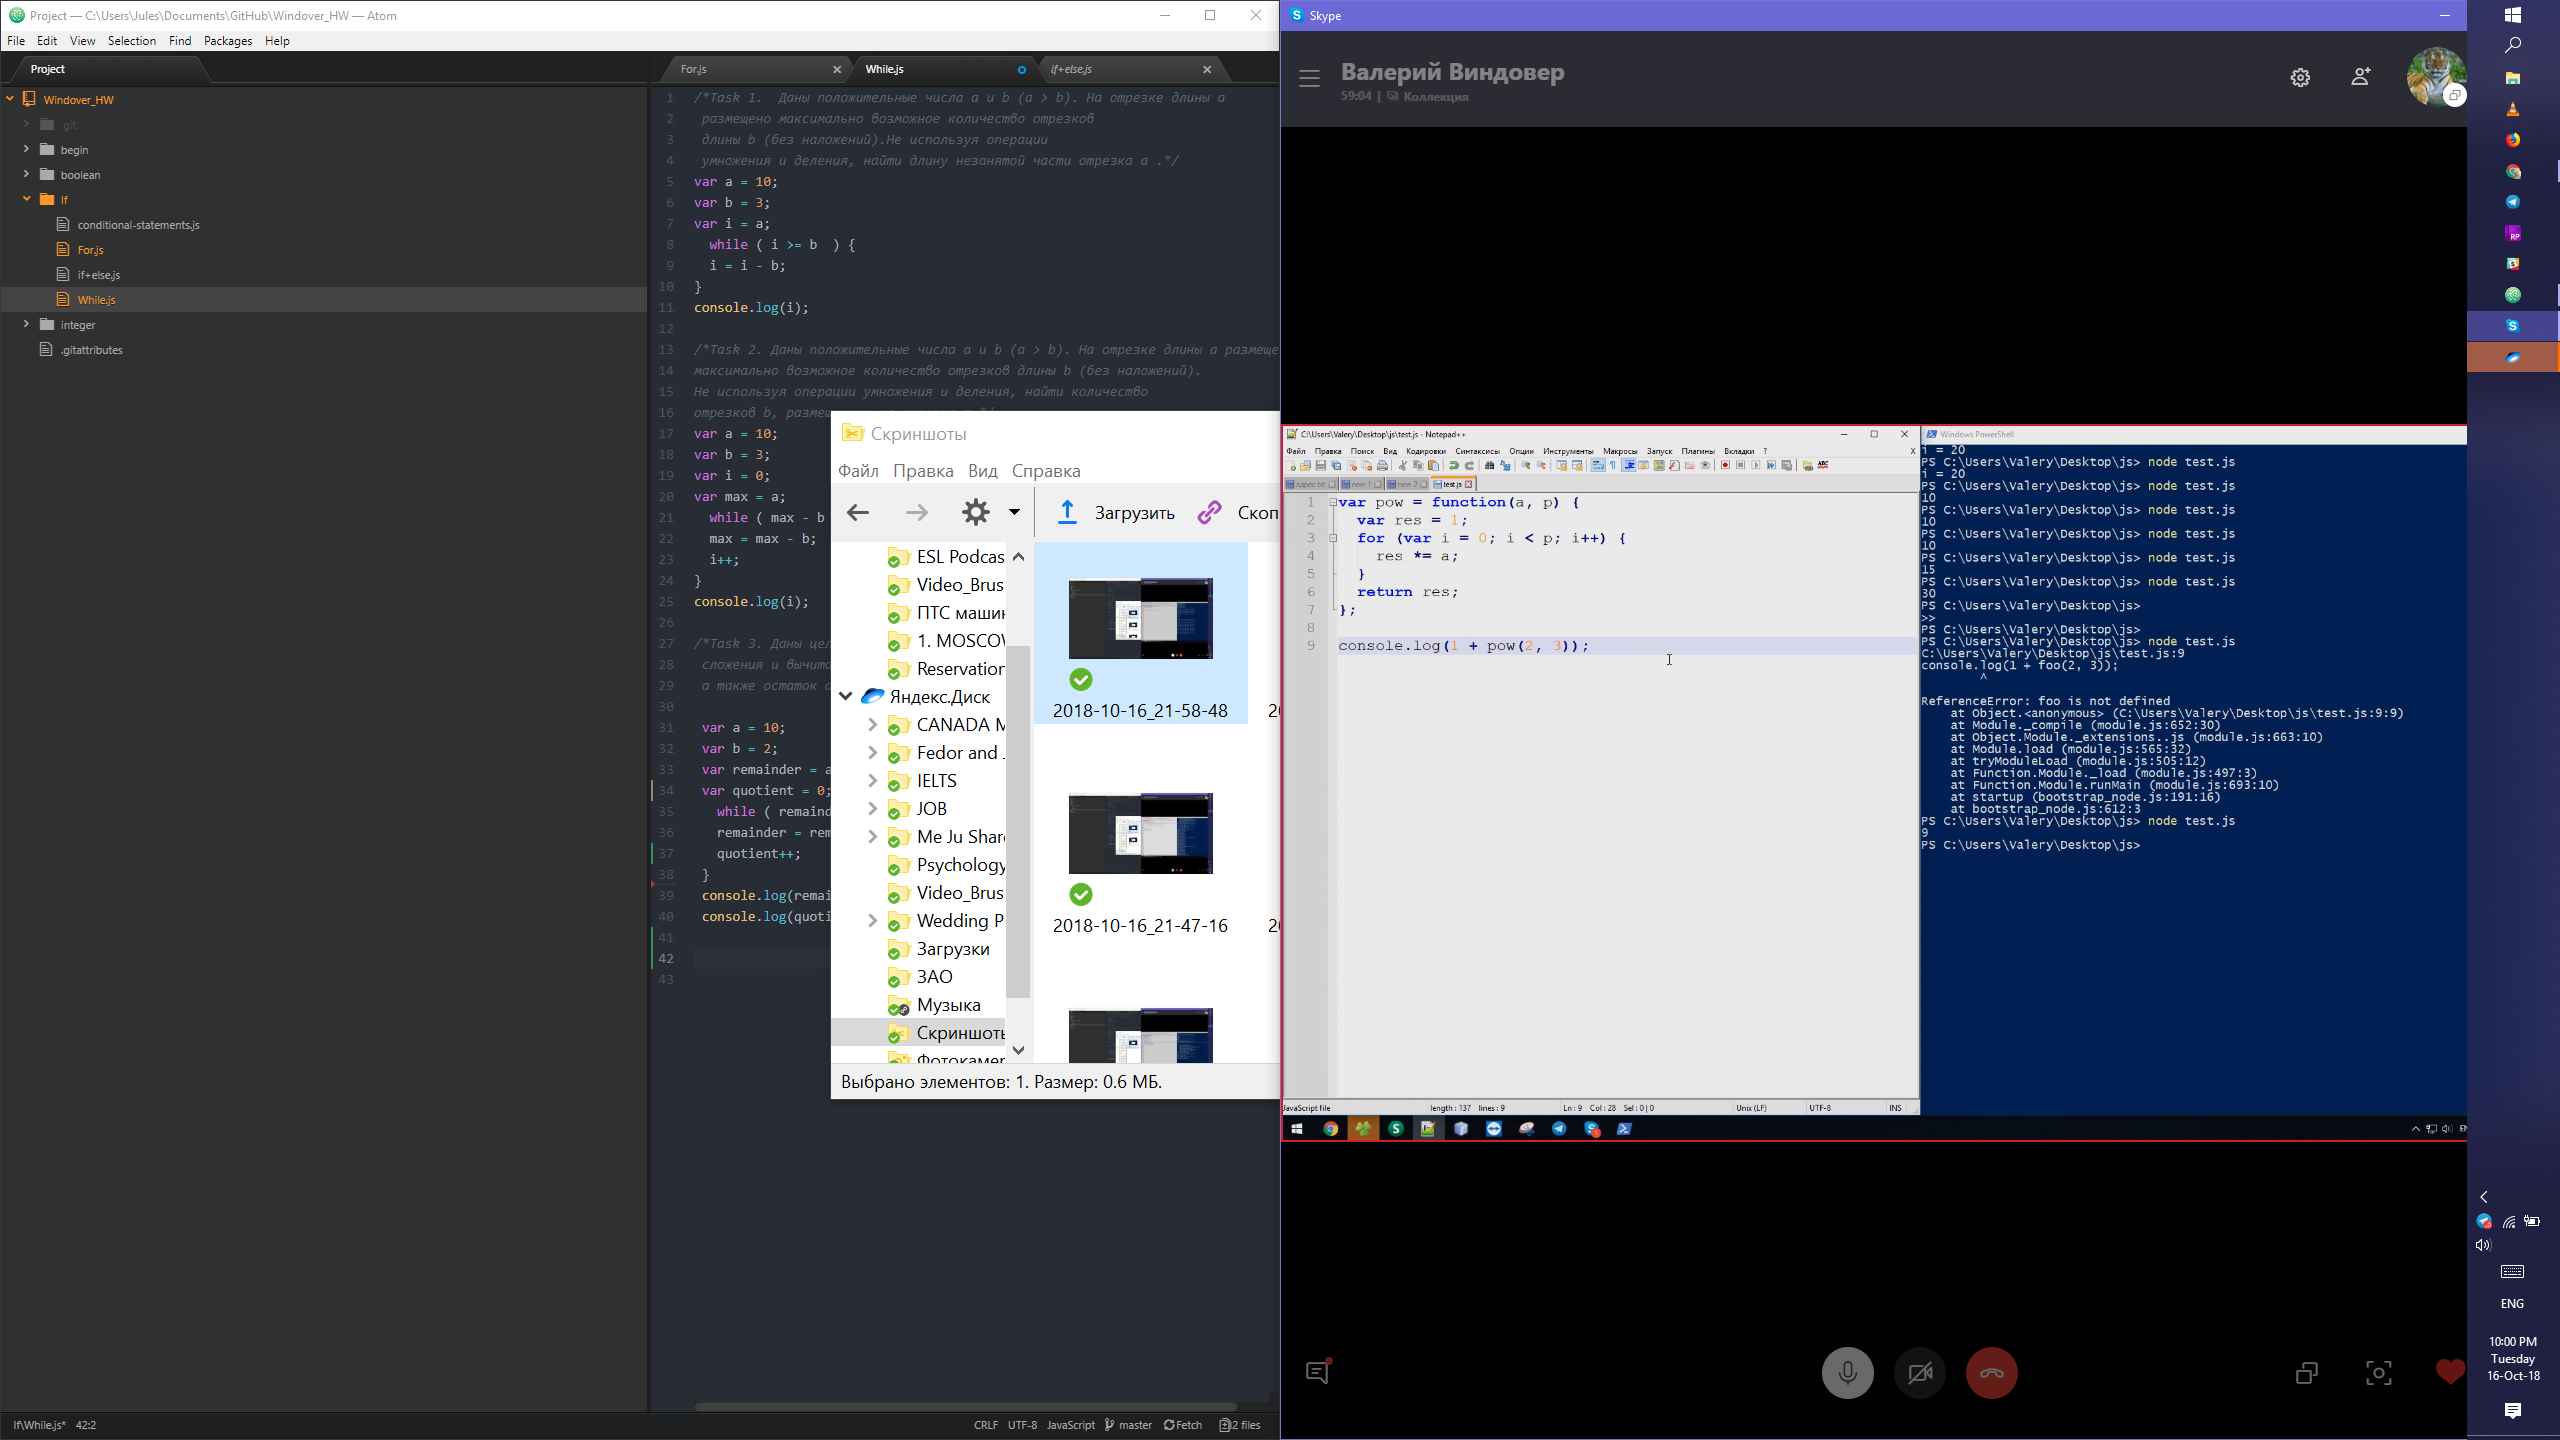 Project — C:\Users\Jules\Documents\GitHub\Windover_HW — Atom
File Edit View Selection Find Packages Help
Project
Windover_HW
.git
begin
boolean
If
conditional-statements.js
For.js
if+else.js
While.js
integer
.gitattributes
For.js
While.js
if+else.js
1 /*Task 1. Даны положительные числа a и b (a > b). На отрезке длины a
2 размещено максимально возможное количество отрезков
3 длины b (без наложений).Не используя операции
4 умножения и деления, найти длину незанятой части отрезка a .*/
5 var a = 10;
6 var b = 3;
7 var i = a;
8 while ( i >= b ) {
9 i = i - b;
10 }
11 console.log(i);
12
13 /*Task 2. Даны положительные числа a и b (a > b). На отрезке длины a размеще
14 максимально возможное количество отрезков длины b (без наложений).
15 Не используя операции умножения и деления, найти количество
16 отрезков b, размещ
17 var a = 10;
18 var b = 3;
19 var i = 0;
20 var max = a;
21 while ( max - b
22 max = max - b;
23 i++;
24 }
25 console.log(i);
26
27 /*Task 3. Даны цел
28 сложения и вычита
29 а также остаток о
30
31 var a = 10;
32 var b = 2;
33 var remainder = a
34 var quotient = 0;
35 while ( remaind
36 remainder = rem
37 quotient++;
38 }
39 console.log(remai
40 console.log(quoti
41
42
43
If\While.js* 42:2
CRLF UTF-8 JavaScript master Fetch 2 files
Скриншоты
Файл Правка Вид Справка
Загрузить Скоп
ESL Podcas
Video_Brus
ПТС маши
1. MOSCO
Reservation
Яндекс.Диск
CANADA M
Fedor and .
IELTS
JOB
Me Ju Shar
Psychology
Video_Brus
Wedding P
Загрузки
ЗАО
Музыка
Скриншоты
Фотокамер
2018-10-16_21-58-48
2018-10-16_21-47-16
Выбрано элементов: 1. Размер: 0.6 МБ.
Skype
Валерий Виндовер
59:04 | Коллекция
C:\Users\Valery\Desktop\js\test.js - Notepad++
Файл Правка Поиск Вид Кодировки Синтаксисы Опции Инструменты Макросы Запуск Плагины Вкладки ? X
адрес.txt new 1 new 2 test.js
1 var pow = function(a, p) {
2 var res = 1;
3 for (var i = 0; i < p; i++) {
4 res *= a;
5 }
6 return res;
7 };
8
9 console.log(1 + pow(2, 3));
JavaScript file length : 137 lines : 9 Ln : 9 Col : 28 Sel : 0 | 0 Unix (LF) UTF-8 INS
Windows PowerShell
i = 20
PS C:\Users\Valery\Desktop\js> node test.js
i = 20
PS C:\Users\Valery\Desktop\js> node test.js
10
PS C:\Users\Valery\Desktop\js> node test.js
10
PS C:\Users\Valery\Desktop\js> node test.js
10
PS C:\Users\Valery\Desktop\js> node test.js
15
PS C:\Users\Valery\Desktop\js> node test.js
30
PS C:\Users\Valery\Desktop\js>
>>
PS C:\Users\Valery\Desktop\js>
PS C:\Users\Valery\Desktop\js> node test.js
C:\Users\Valery\Desktop\js\test.js:9
console.log(1 + foo(2, 3));
^
ReferenceError: foo is not defined
at Object.<anonymous> (C:\Users\Valery\Desktop\js\test.js:9:9)
at Module._compile (module.js:652:30)
at Object.Module._extensions..js (module.js:663:10)
at Module.load (module.js:565:32)
at tryModuleLoad (module.js:505:12)
at Function.Module._load (module.js:497:3)
at Function.Module.runMain (module.js:693:10)
at startup (bootstrap_node.js:191:16)
at bootstrap_node.js:612:3
PS C:\Users\Valery\Desktop\js> node test.js
9
PS C:\Users\Valery\Desktop\js>
ENG
10:00 PM
Tuesday
16-Oct-18